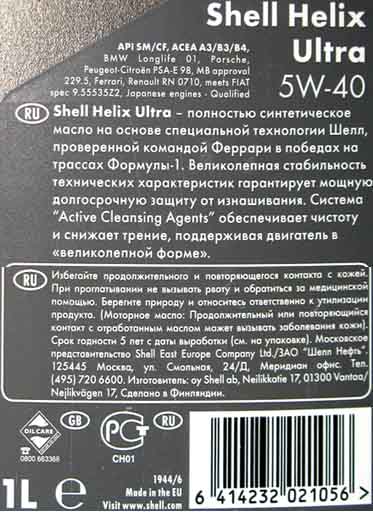 Shell Helix
Ultra
5W-40
API SM/CF, ACEA A3/B3/B4,
BMW Longlife 01, Porsche,
Peugeot-Citroën PSA-E 98, MB approval
229.5, Ferrari, Renault RN 0710, meets FIAT
spec 9.55535Z2, Japanese engines - Qualified
RU Shell Helix Ultra – полностью синтетическое
масло на основе специальной технологии Шелл,
проверенной командой Феррари в победах на
трассах Формулы-1. Великолепная стабильность
технических характеристик гарантирует мощную
долгосрочную защиту от изнашивания. Система
“Active Cleansing Agents” обеспечивает чистоту
и снижает трение, поддерживая двигатель в
«великолепной форме».
RU Избегайте продолжительного и повторяющегося контакта с кожей.
При проглатывании не вызывать рвоту и обратиться за медицинской
помощью. Берегите природу и относитесь ответственно к утилизации
продукта. (Моторное масло: Продолжительный или повторяющийся
контакт с отработанным маслом может вызвать заболевания кожи).
Срок годности 5 лет с даты выработки (см. на упаковке). Московское
представительство Shell East Europe Company Ltd./ЗАО “Шелл Нефть”.
125445 Москва, ул. Смольная, 24/Д, Меридиан офис. Тел.
(495) 720 6600. Изготовитель: oy Shell ab, Neilikkatie 17, 01300 Vantaa/
Nejlikvägen 17, Сделано в Финляндии.
OILCARE
0800 663366
GB
РСТ
CH01
RU
1L e
1944/6
Made in the EU
Visit www.shell.com
6 414232 021056 >